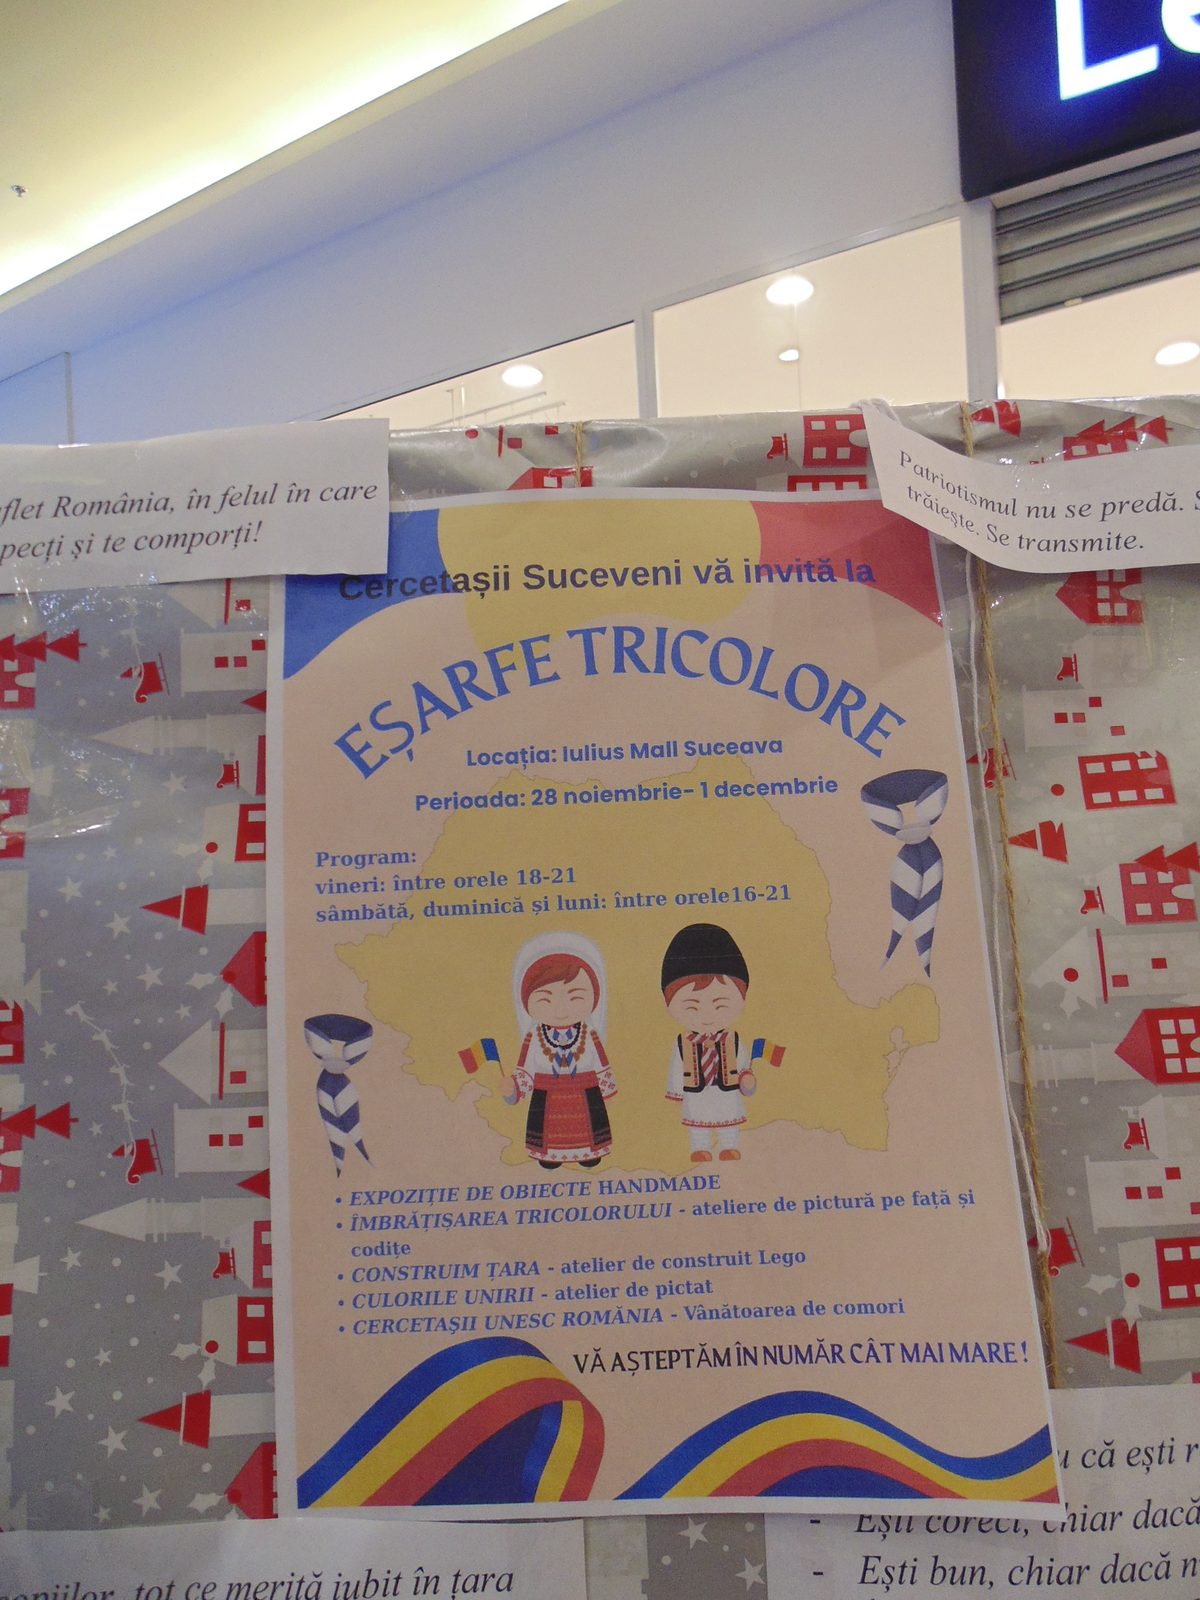 Le
flet România, în felul în care
pecți și te comporți!
Patriotismul nu se predă. S
trăiește. Se transmite.
Cercetașii Suceveni vă invită la
EȘARFE TRICOLORE
Locația: Iulius Mall Suceava
Perioada: 28 noiembrie- 1 decembrie
Program:
vineri: între orele 18-21
sâmbătă, duminică și luni: între orele16-21
• EXPOZIȚIE DE OBIECTE HANDMADE
• ÎMBRĂȚIȘAREA TRICOLORULUI - ateliere de pictură pe față și
codițe
• CONSTRUIM ȚARA - atelier de construit Lego
• CULORILE UNIRII - atelier de pictat
• CERCETAȘII UNESC ROMÂNIA - Vânătoarea de comori
VĂ AȘTEPTĂM ÎN NUMĂR CÂT MAI MARE!
u că ești r
- Ești corect, chiar dacă
- Ești bun, chiar dacă n
copiilor, tot ce merită iubit în țara